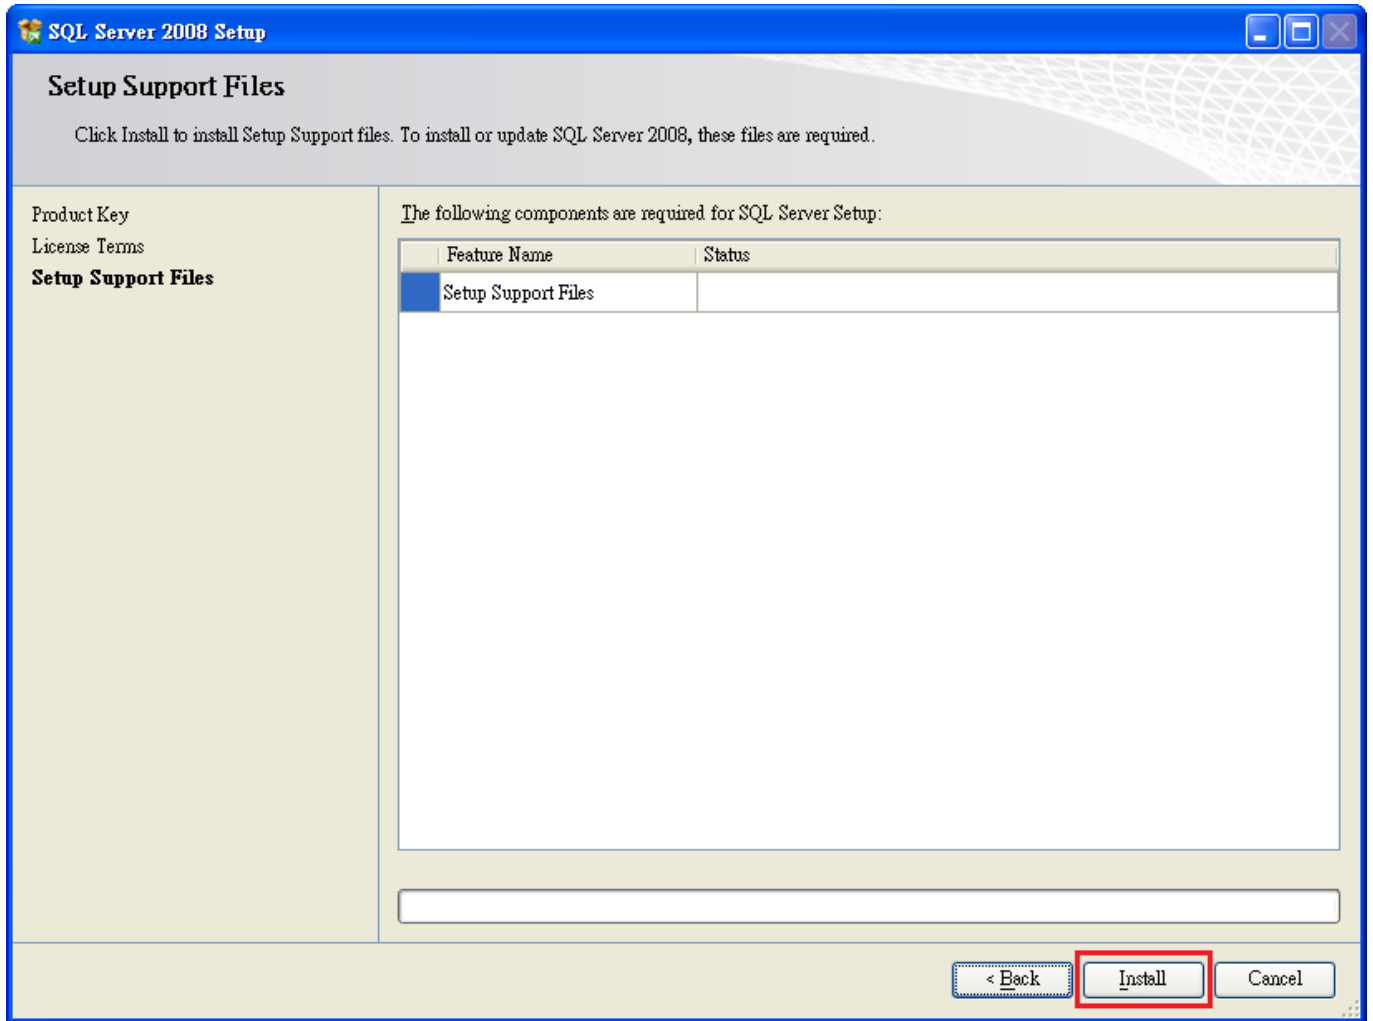 SQL Server 2008 Setup
Setup Support Files
Click Install to install Setup Support files. To install or update SQL Server 2008, these files are required.
Product Key
License Terms
Setup Support Files
The following components are required for SQL Server Setup:
Feature Name Status
Setup Support Files
< Back Install Cancel